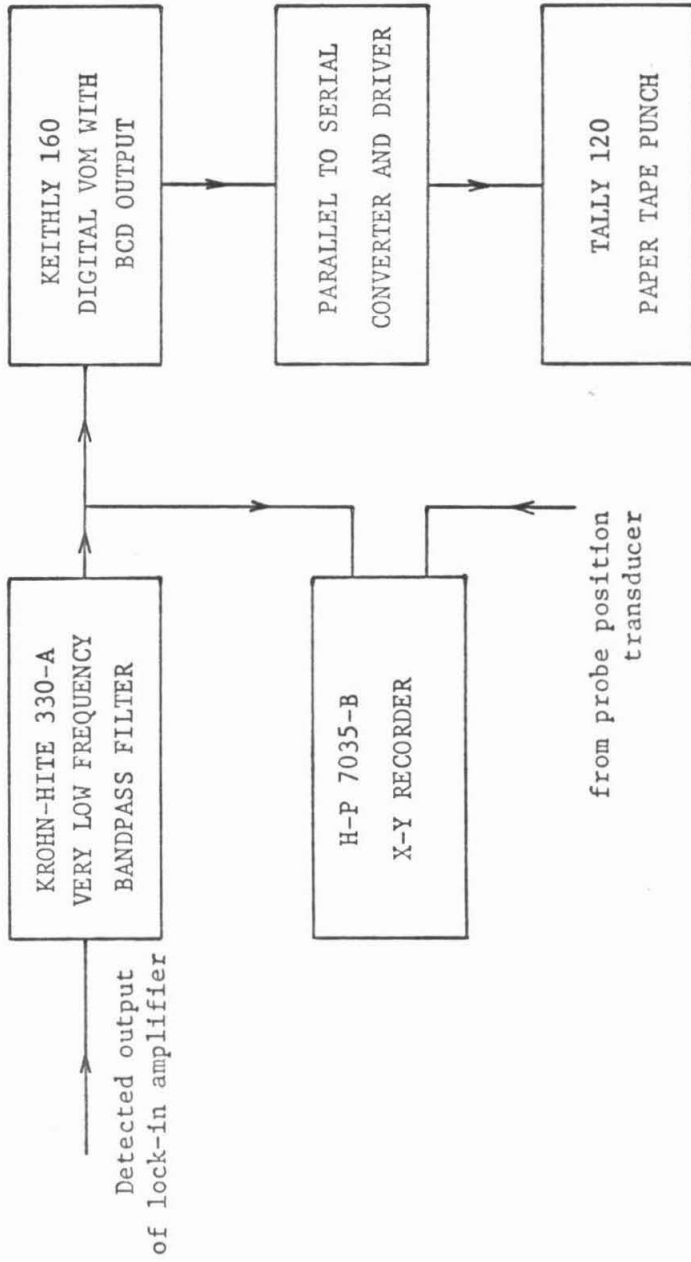 Detected output
of lock-in amplifier
KROHN-HITE 330-A
VERY LOW FREQUENCY
BANDPASS FILTER
KEITHLY 160
DIGITAL VOM WITH
BCD OUTPUT
H-P 7035-B
X-Y RECORDER
PARALLEL TO SERIAL
CONVERTER AND DRIVER
from probe position
transducer
TALLY 120
PAPER TAPE PUNCH